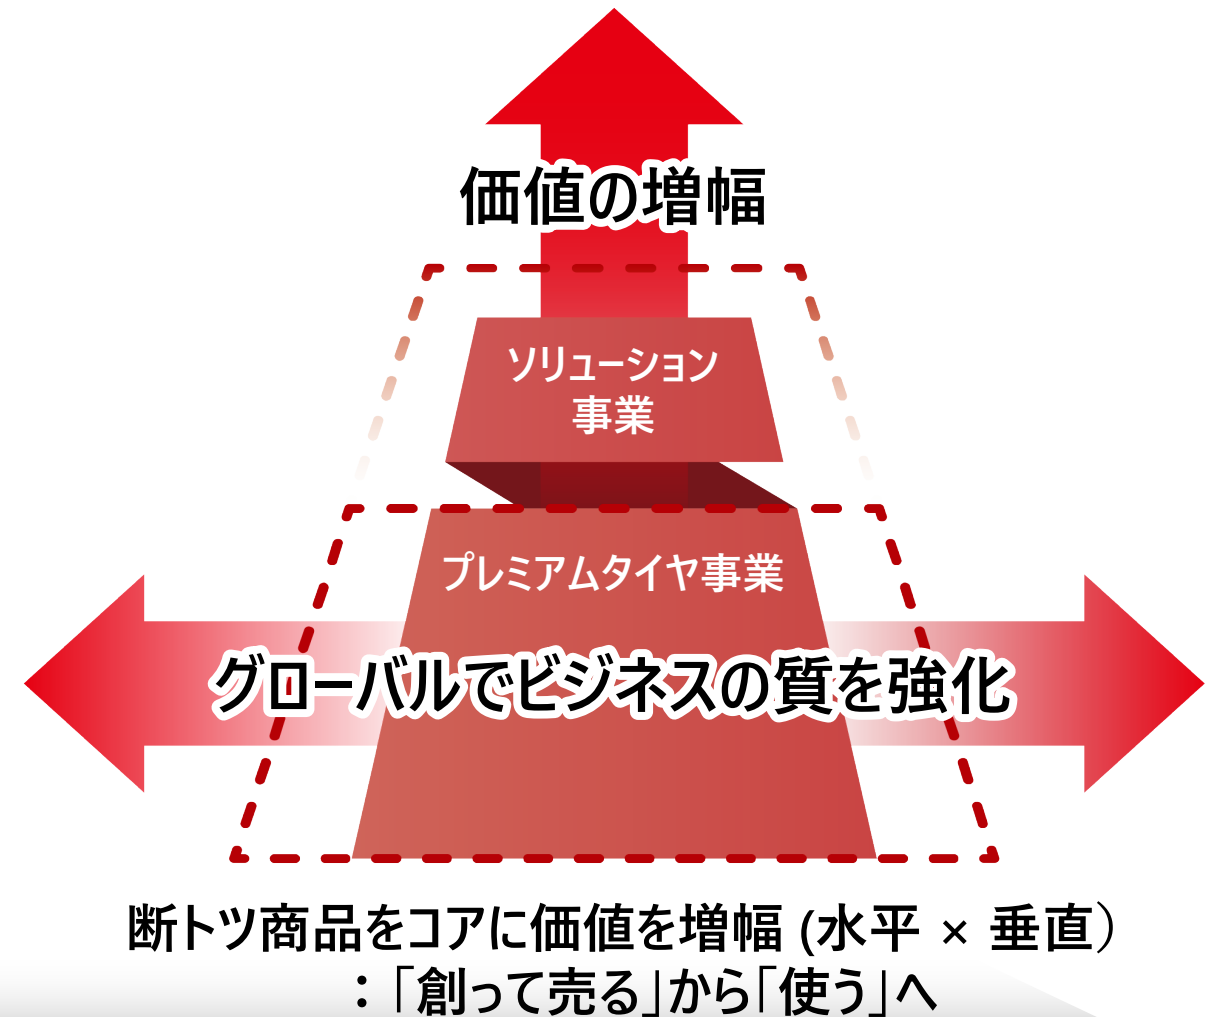 価値の増幅
ソリューション
事業
プレミアムタイヤ事業
グローバルでビジネスの質を強化
断トツ商品をコアに価値を増幅 (水平 × 垂直）
：「創って売る」から「使う」へ